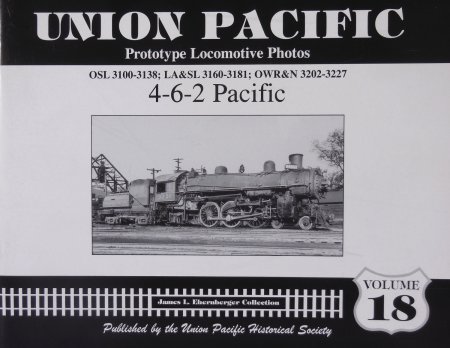 UNION PACIFIC
Prototype Locomotive Photos
OSL 3100-3138; LA&SL 3160-3181; OWR&N 3202-3227
4-6-2 Pacific
James L. Ehernberger Collection
VOLUME
18
Published by the Union Pacific Historical Society